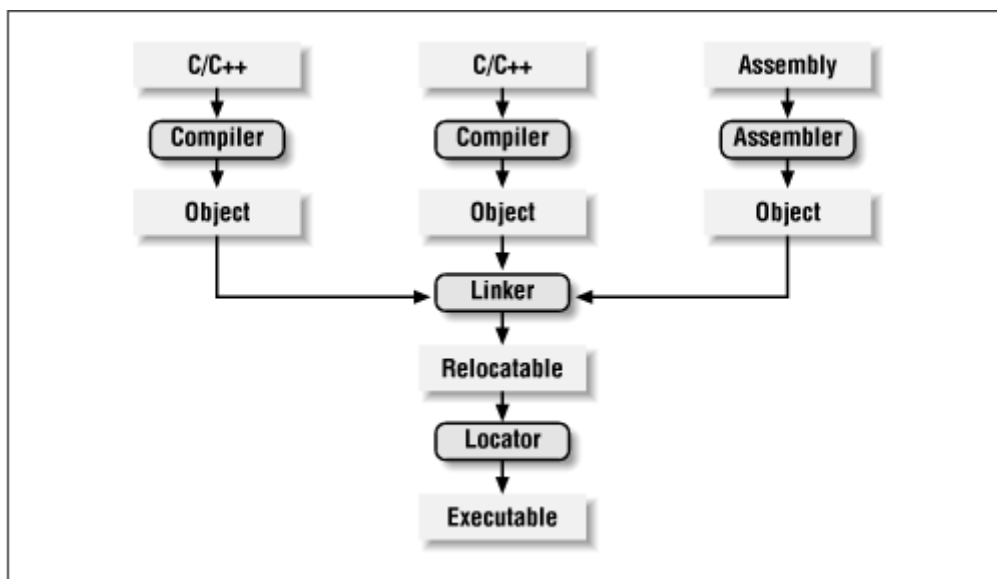 C/C++
C/C++
Assembly
Compiler
Compiler
Assembler
Object
Object
Object
Linker
Relocatable
Locator
Executable